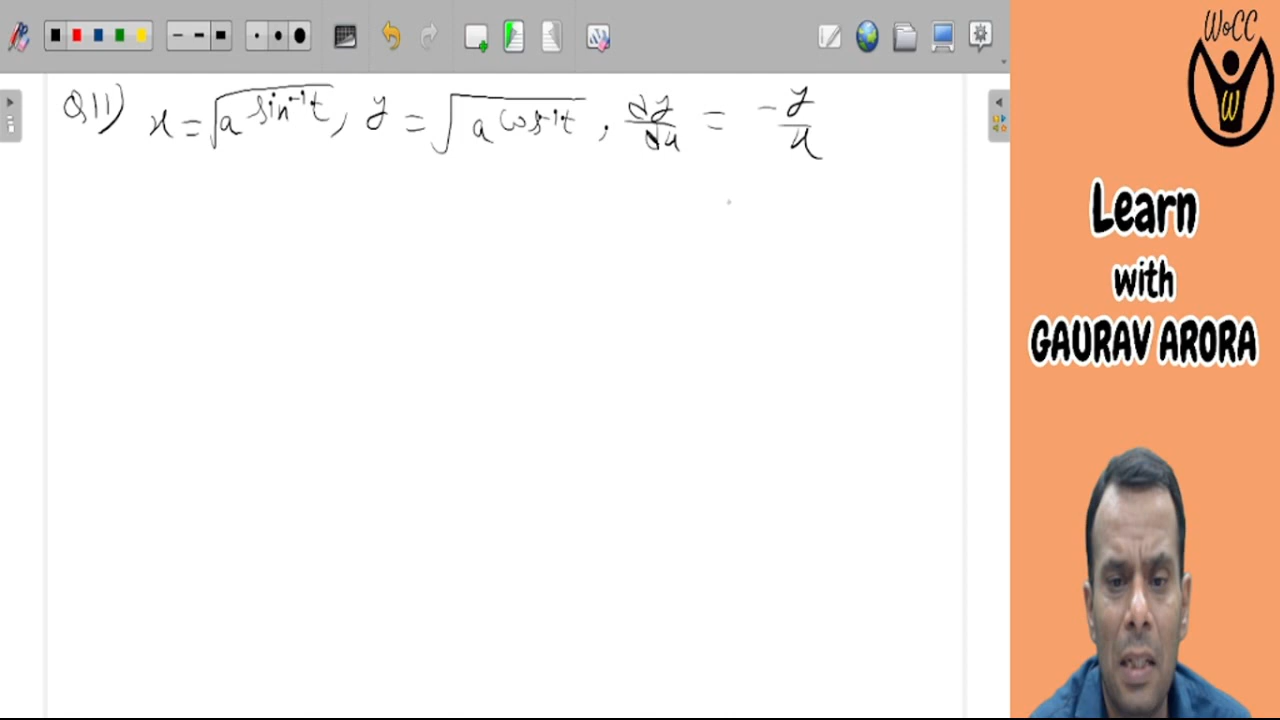 Q11) x = √a^sin⁻¹t, y = √a^cos⁻¹t, dy/dx = -y/x
WOCC
W
Learn
with
GAURAV ARORA